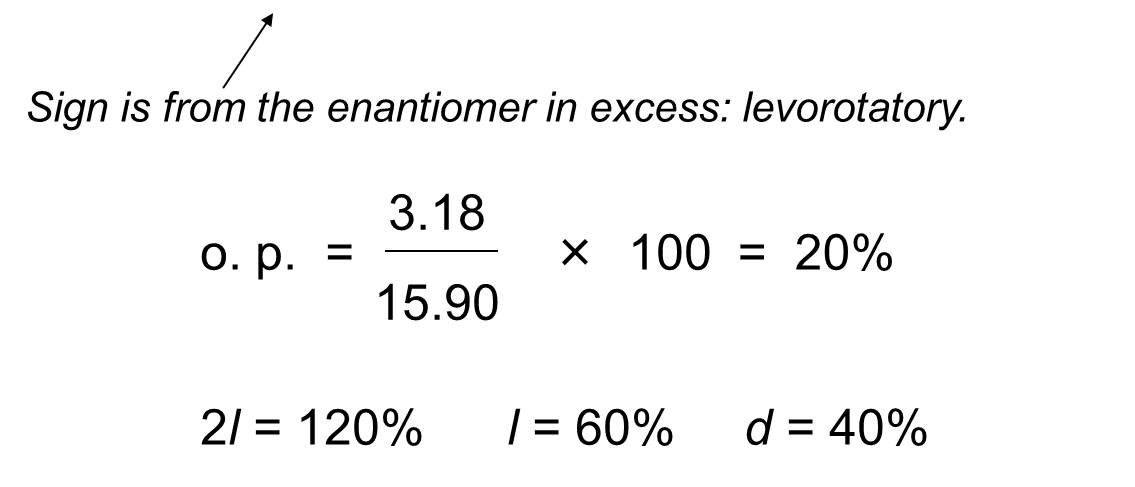 Sign is from the enantiomer in excess: levorotatory.
3.18
o. p. = × 100 = 20%
15.90
2l = 120% l = 60% d = 40%